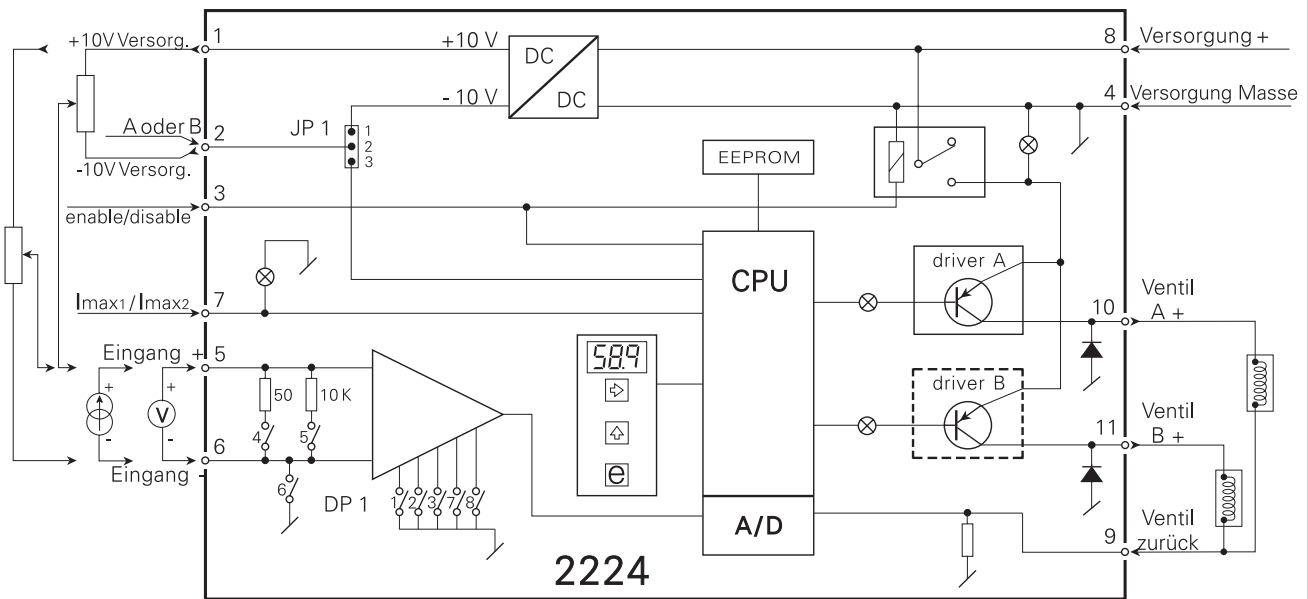 +10V Versorg.
1
+10 V
DC
DC
8
Versorgung +
- 10 V
4
Versorgung Masse
A oder B
2
JP 1
1
2
3
-10V Versorg.
EEPROM
3
enable/disable
CPU
driver A
Imax1 / Imax2
7
10
Ventil
A +
Eingang +
5
58.9
driver B
50
10 K
+
-
+
V
-
4
5
11
Ventil
B +
6
Eingang -
6
DP 1
1
2
3
7
8
e
A/D
9
Ventil
zurück
2224